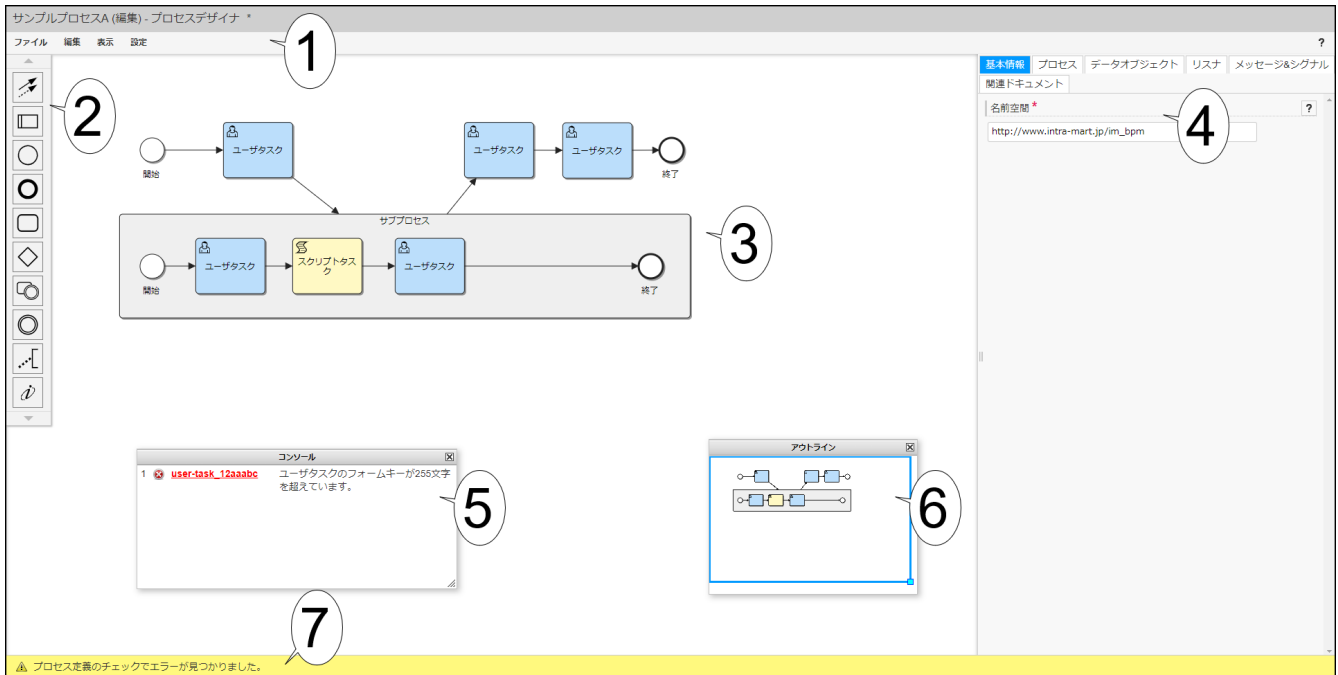 サンプルプロセスA (編集) - プロセスデザイナ *
ファイル 編集 表示 設定 ?
1
2
基本情報 プロセス データオブジェクト リスナ メッセージ&シグナル
関連ドキュメント
名前空間 * ?
http://www.intra-mart.jp/im_bpm
4
ユーザタスク
ユーザタスク
ユーザタスク
開始
終了
サブプロセス
3
ユーザタスク
スクリプトタス
ク
ユーザタスク
開始
終了
コンソール
1 user-task_12aaabc ユーザタスクのフォームキーが255文字
を超えています。
5
アウトライン
6
7
プロセス定義のチェックでエラーが見つかりました。